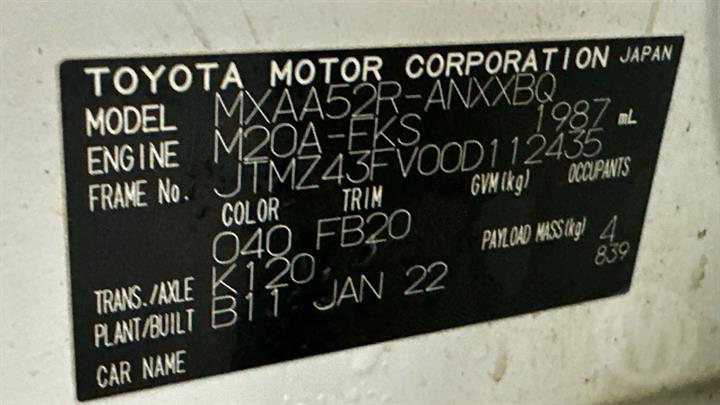 TOYOTA MOTOR CORPORATION JAPAN
MODEL MXAA52R-ANXXBQ
ENGINE M20A-FKS 1987 mL
FRAME No. JTMZ43FV00D112435
COLOR TRIM GVM(kg) OCCUPANTS
040 FB20 PAYLOAD MASS(kg) 4
839
TRANS./AXLE K120
PLANT/BUILT B11 JAN 22
CAR NAME